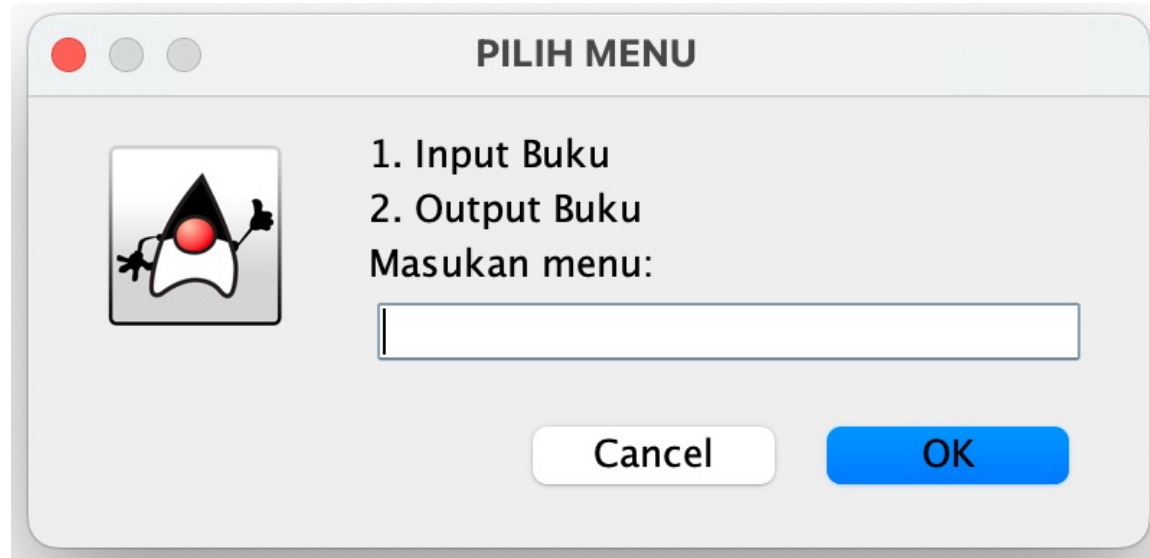 PILIH MENU
1. Input Buku
2. Output Buku
Masukan menu:
Cancel
OK